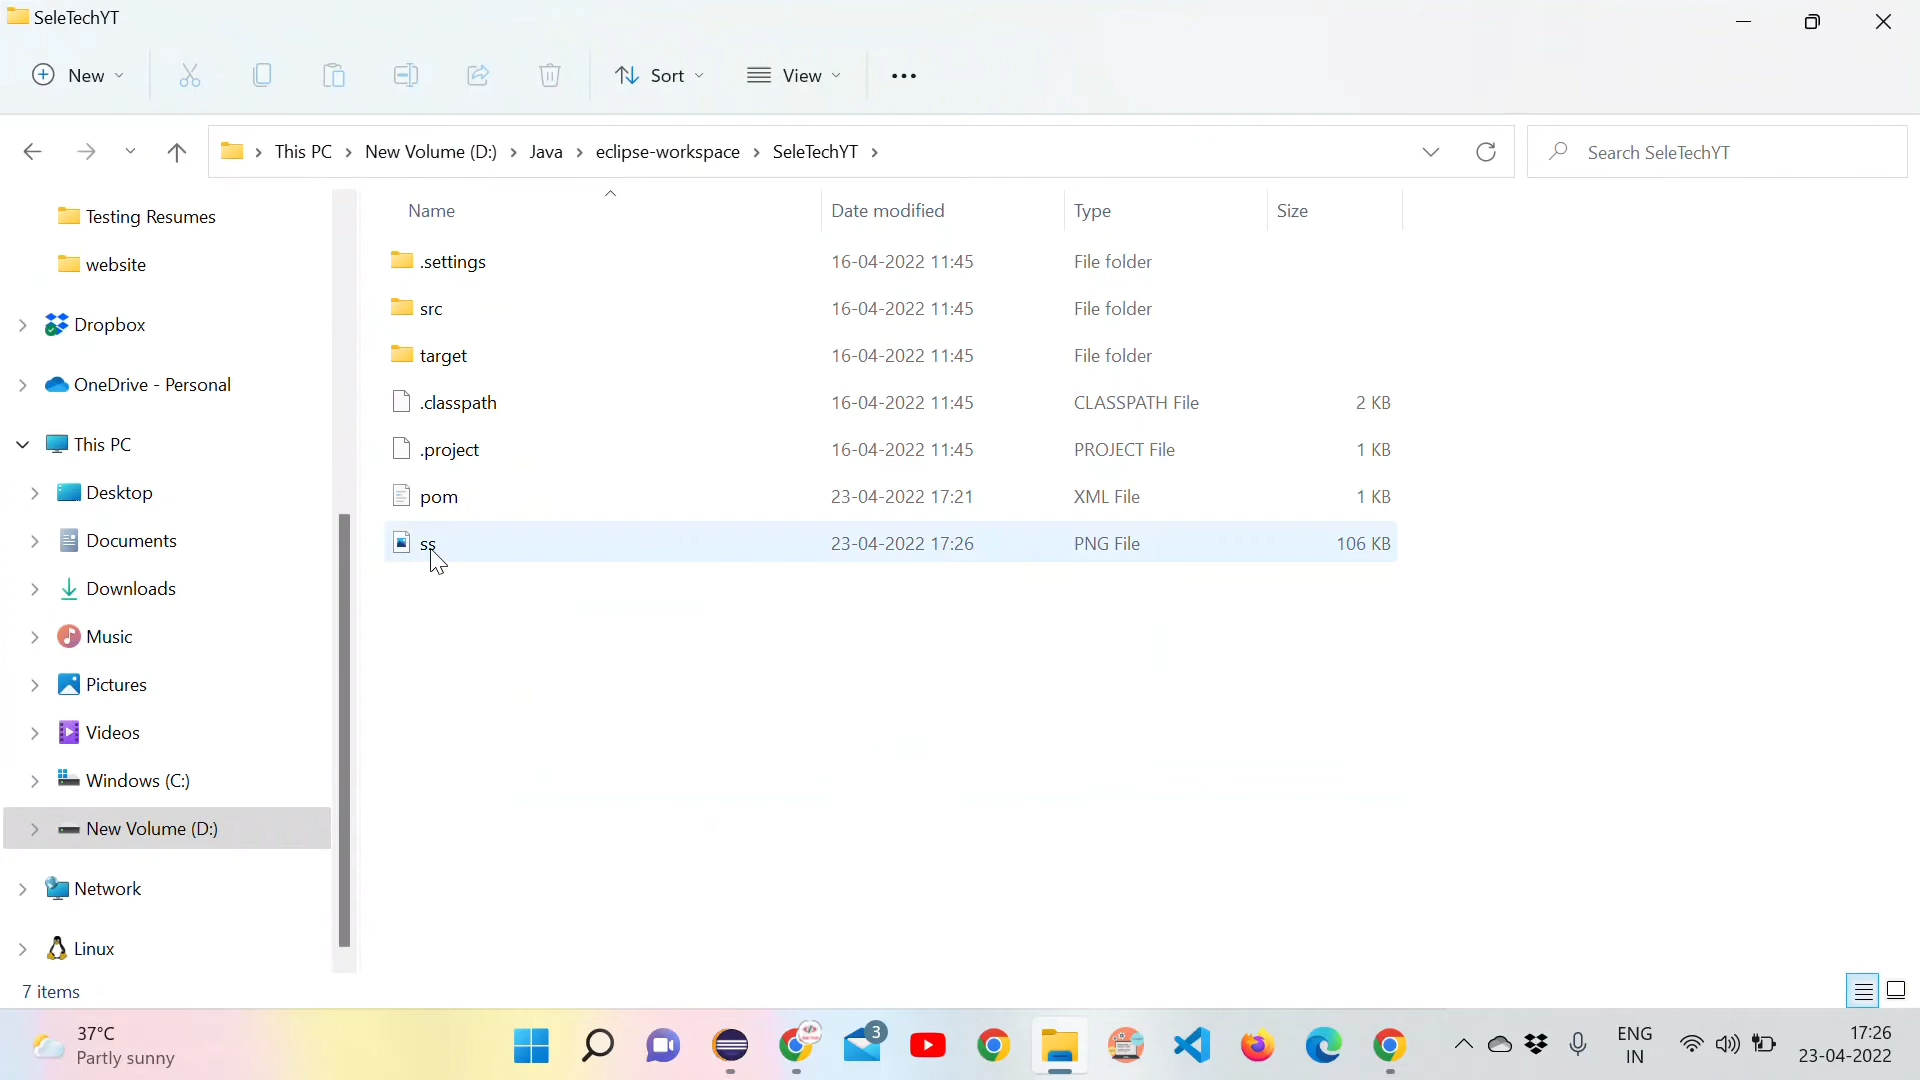 SeleTechYT
New
Sort
View
This PC > New Volume (D:) > Java > eclipse-workspace > SeleTechYT >
Search SeleTechYT
Testing Resumes
website
Dropbox
OneDrive - Personal
This PC
Desktop
Documents
Downloads
Music
Pictures
Videos
Windows (C:)
New Volume (D:)
Network
Linux
Name Date modified Type Size
.settings 16-04-2022 11:45 File folder
src 16-04-2022 11:45 File folder
target 16-04-2022 11:45 File folder
.classpath 16-04-2022 11:45 CLASSPATH File 2 KB
.project 16-04-2022 11:45 PROJECT File 1 KB
pom 23-04-2022 17:21 XML File 1 KB
ss 23-04-2022 17:26 PNG File 106 KB
7 items
37°C
Partly sunny
3
ENG
IN
17:26
23-04-2022